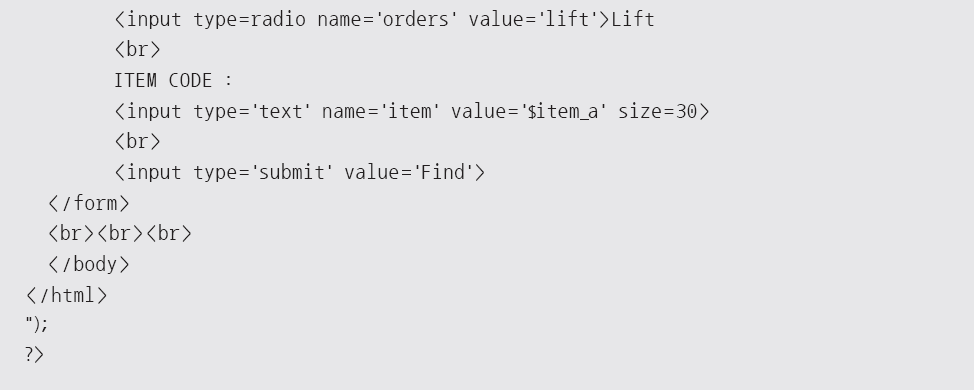 <input type=radio name='orders' value='lift'>Lift
<br>
ITEM CODE :
<input type='text' name='item' value='$item_a' size=30>
<br>
<input type='submit' value='Find'>
</form>
<br><br><br>
</body>
</html>
");
?>